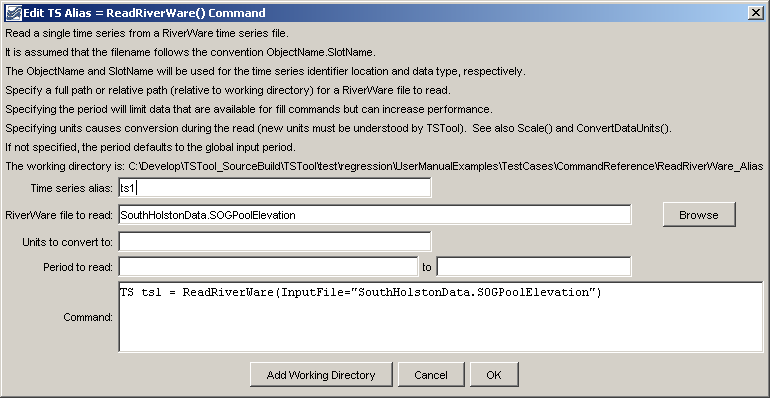 Edit TS Alias = ReadRiverWare() Command
Read a single time series from a RiverWare time series file.
It is assumed that the filename follows the convention ObjectName.SlotName.
The ObjectName and SlotName will be used for the time series identifier location and data type, respectively.
Specify a full path or relative path (relative to working directory) for a RiverWare file to read.
Specifying the period will limit data that are available for fill commands but can increase performance.
Specifying units causes conversion during the read (new units must be understood by TSTool).  See also Scale() and ConvertDataUnits().
If not specified, the period defaults to the global input period.
The working directory is: C:\Develop\TSTool_SourceBuild\TSTool\test\regression\UserManualExamples\TestCases\CommandReference\ReadRiverWare_Alias
Time series alias: ts1
RiverWare file to read: SouthHolstonData.SOGPoolElevation Browse
Units to convert to:
Period to read: to
TS ts1 = ReadRiverWare(InputFile="SouthHolstonData.SOGPoolElevation")
Command:
Add Working Directory Cancel OK